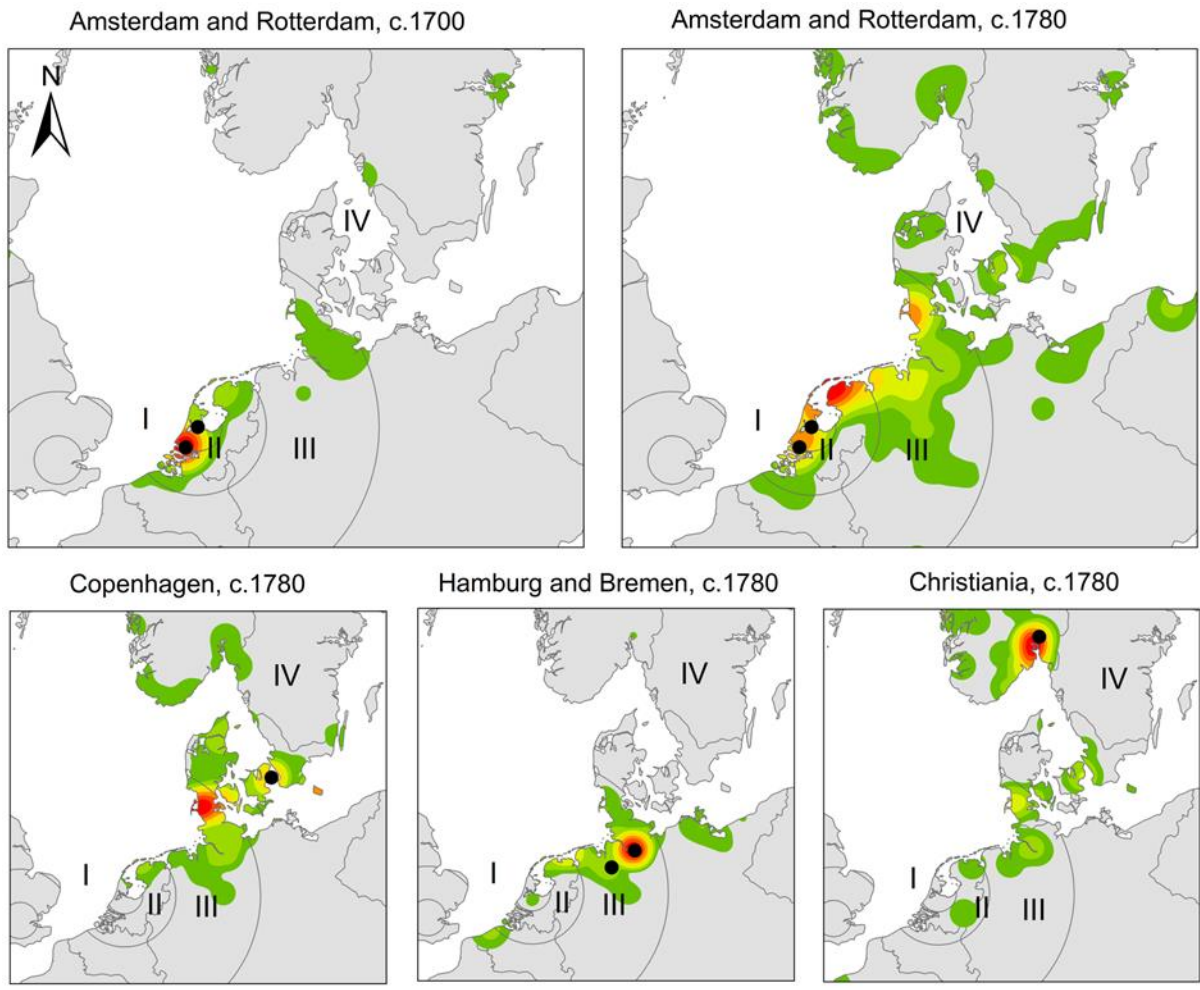 Amsterdam and Rotterdam, c.1700
Amsterdam and Rotterdam, c.1780
N
IV
I
II
III
IV
I
II
III
Copenhagen, c.1780
Hamburg and Bremen, c.1780
Christiania, c.1780
IV
I
II
III
IV
I
II
III
IV
I
II
III